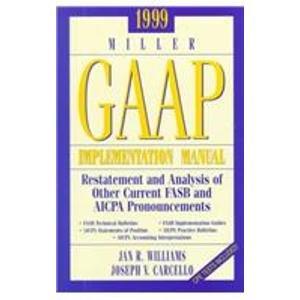 1999
MILLER
GAAP
IMPLEMENTATION MANUAL
Restatement and Analysis of
Other Current FASB and
AICPA Pronouncements
• FASB Technical Bulletins • FASB Implementation Guides
• AICPA Statements of Position • AICPA Practice Bulletins
• AICPA Accounting Interpretations
JAN R. WILLIAMS
JOSEPH V. CARCELLO